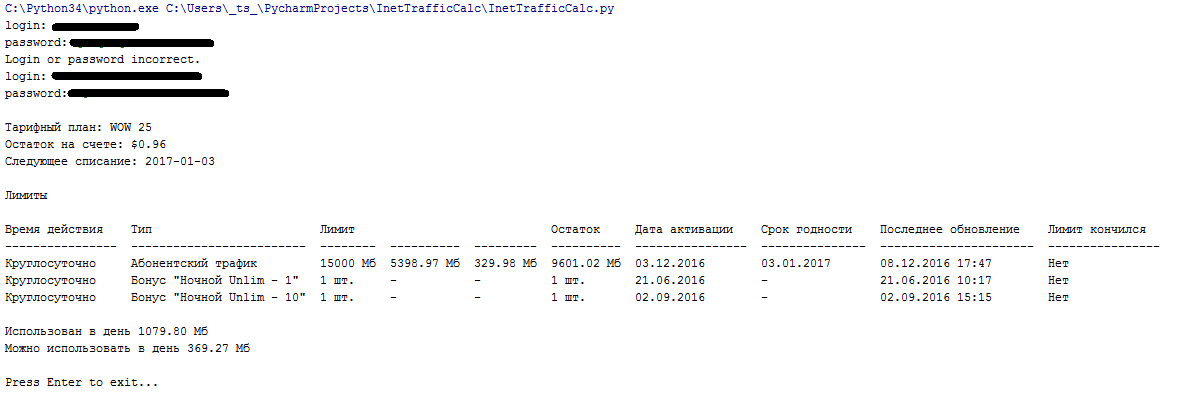 C:\Python34\python.exe C:\Users\_ts_\PycharmProjects\InetTrafficCalc\InetTrafficCalc.py
login:
password:
Login or password incorrect.
login:
password:
Тарифный план: WOW 25
Остаток на счете: $0.96
Следующее списание: 2017-01-03
Лимиты
Время действия Тип Лимит Остаток Дата активации Срок годности Последнее обновление Лимит кончился
---------------- ------------------------- -------- ---------- --------- ---------- ---------------- --------------- ---------------------- ----------------
Круглосуточно Абонентский трафик 15000 Мб 5398.97 Мб 329.98 Мб 9601.02 Мб 03.12.2016 03.01.2017 08.12.2016 17:47 Нет
Круглосуточно Бонус "Ночной Unlim - 1" 1 шт. - - 1 шт. 21.06.2016 - 21.06.2016 10:17 Нет
Круглосуточно Бонус "Ночной Unlim - 10" 1 шт. - - 1 шт. 02.09.2016 - 02.09.2016 15:15 Нет
Использован в день 1079.80 Мб
Можно использовать в день 369.27 Мб
Press Enter to exit...